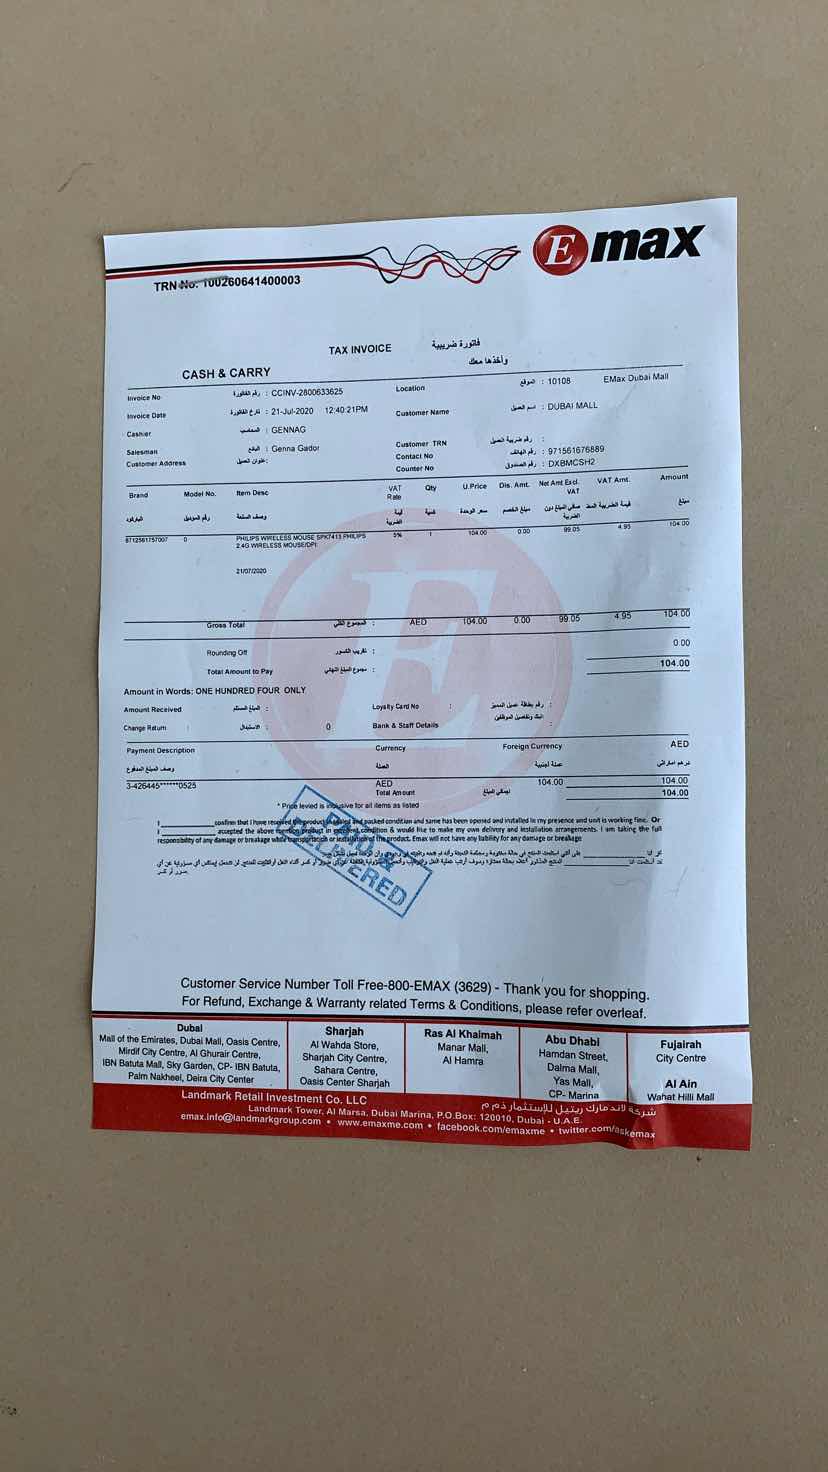 E max
TRN No. 100260641400003
TAX INVOICE فاتورة ضريبية
CASH & CARRY وأخذها معك
Invoice No رقم الفاتورة : CCINV-2800633625 Location الموقع : 10108 EMax Dubai Mall
Invoice Date تاريخ الفاتورة : 21-Jul-2020 12:40:21PM Customer Name اسم العميل : DUBAI MALL
Cashier المحاسب : GENNAG
Salesman البائع : Genna Gador Customer TRN رقم ضريبة العميل :
Customer Address عنوان العميل: Contact No رقم الهاتف : 971561676889
Counter No رقم الصندوق : DXBMCSH2
Brand Model No. Item Desc VAT Rate Qty U.Price Dis. Amt. Net Amt Excl. VAT VAT Amt. Amount
الباركود رقم الموديل وصف السلعة قيمة الضريبية كمية سعر الوحدة مبلغ الخصم صافي المبلغ دون الضريبة قيمة الضريبية مبلغ
8712581757007 0 PHILIPS WIRELESS MOUSE SPK7413 PHILIPS 5% 1 104.00 0.00 99.05 4.95 104.00
2.4G WIRELESS MOUSE/DPI:
21/07/2020
Gross Total المجموع الكلي : AED 104.00 0.00 99.05 4.95 104.00
Rounding Off تقريب الكسور : 0.00
Total Amount to Pay مجموع المبلغ النهائي : 104.00
Amount in Words: ONE HUNDRED FOUR ONLY
Amount Received المبلغ المستلم : Loyalty Card No : رقم بطاقة عميل المميز :
Change Return : الاستبدال : 0 Bank & Staff Details البنك وتفاصيل الموظفين :
Payment Description Currency Foreign Currency AED
وصف المبلغ المدفوع العملة عملة اجنبية درهم اماراتي
3-426445******0525 AED 104.00 104.00
Total Amount اجمالي المبلغ 104.00
* Price levied is inclusive for all items as listed
I ________ confirm that I have received the product in sealed and packed condition and same has been opened and installed in my presence and unit is working fine. Or
I ________ accepted the above mention product in excellent condition & would like to make my own delivery and installation arrangements. I am taking the full
responsibility of any damage or breakage while transportation or installation of the product. Emax will not have any liability for any damage or breakage
PAID & DELIVERED
Customer Service Number Toll Free-800-EMAX (3629) - Thank you for shopping.
For Refund, Exchange & Warranty related Terms & Conditions, please refer overleaf.
Dubai
Mall of the Emirates, Dubai Mall, Oasis Centre,
Mirdif City Centre, Al Ghurair Centre,
IBN Batuta Mall, Sky Garden, CP- IBN Batuta,
Palm Nakheel, Deira City Center
Sharjah
Al Wahda Store,
Sharjah City Centre,
Sahara Centre,
Oasis Center Sharjah
Ras Al Khaimah
Manar Mall,
Al Hamra
Abu Dhabi
Hamdan Street,
Dalma Mall,
Yas Mall,
CP- Marina
Fujairah
City Centre
Al Ain
Wahat Hilli Mall
Landmark Retail Investment Co. LLC شركة لاندمارك ريتيل للإستثمار ذ م م
Landmark Tower, Al Marsa, Dubai Marina, P.O.Box: 120010, Dubai - U.A.E.
emax.info@landmarkgroup.com • www.emaxme.com • facebook.com/emaxme • twitter.com/askemax